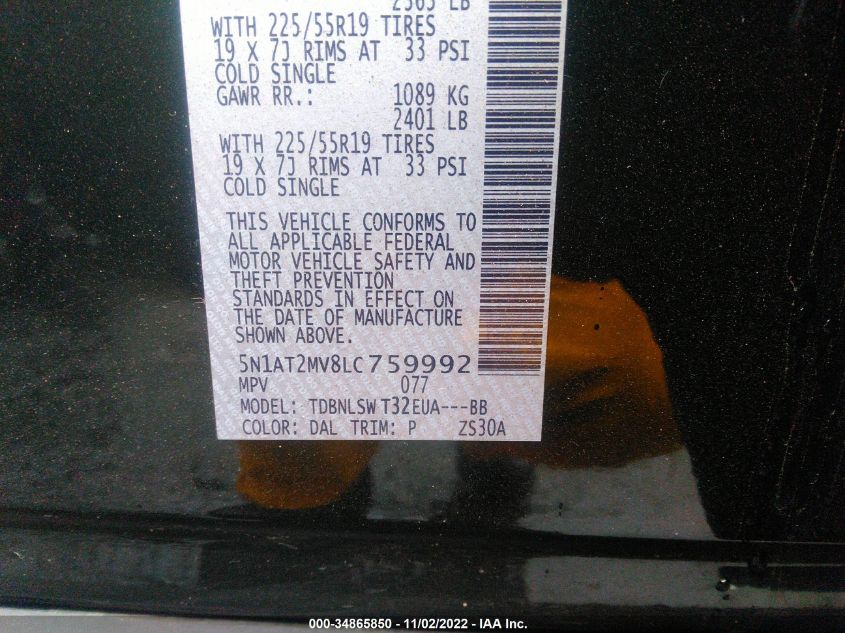 2565 LB
WITH 225/55R19 TIRES
19 X 7J RIMS AT 33 PSI
COLD SINGLE
GAWR RR.: 1089 KG
2401 LB
WITH 225/55R19 TIRES
19 X 7J RIMS AT 33 PSI
COLD SINGLE
THIS VEHICLE CONFORMS TO
ALL APPLICABLE FEDERAL
MOTOR VEHICLE SAFETY AND
THEFT PREVENTION
STANDARDS IN EFFECT ON
THE DATE OF MANUFACTURE
SHOWN ABOVE.
5N1AT2MV8LC759992
MPV 077
MODEL: TDBNLSW T32EUA---BB
COLOR: DAL TRIM: P ZS30A
000-34865850 - 11/02/2022 - IAA Inc.